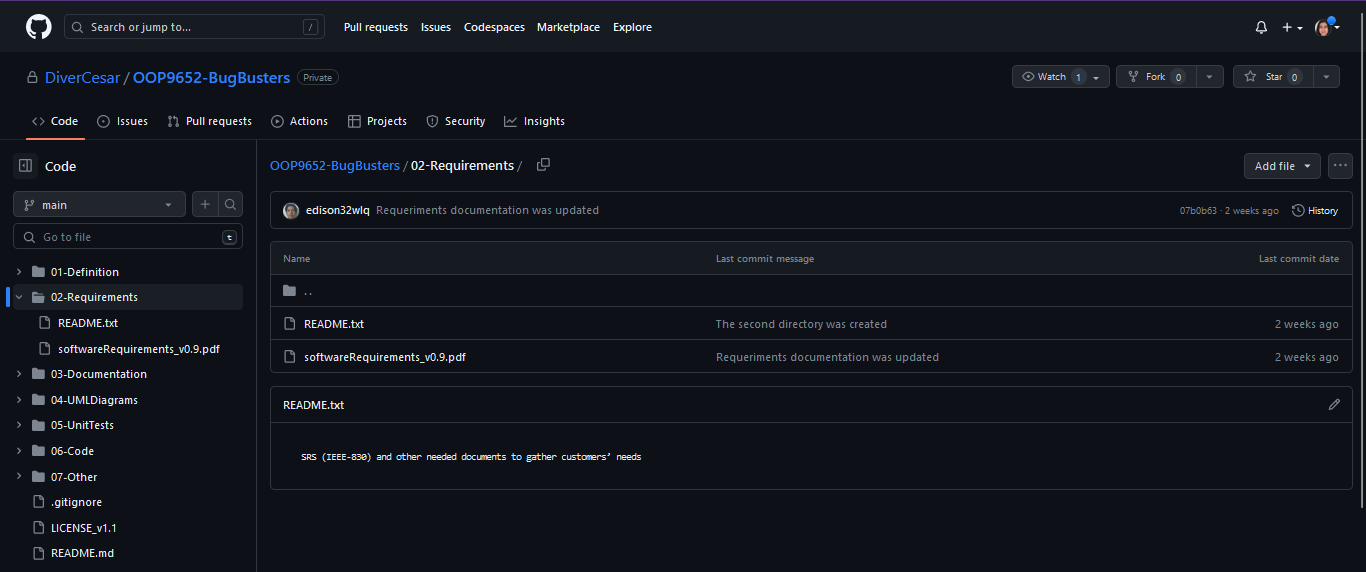 Search or jump to... /
Pull requests Issues Codespaces Marketplace Explore
DiverCesar / OOP9652-BugBusters Private
Watch 1 Fork 0 Star 0
Code Issues Pull requests Actions Projects Security Insights
Code
main
Go to file t
01-Definition
02-Requirements
README.txt
softwareRequirements_v0.9.pdf
03-Documentation
04-UMLDiagrams
05-UnitTests
06-Code
07-Other
.gitignore
LICENSE_v1.1
README.md
OOP9652-BugBusters / 02-Requirements /
Add file ...
edison32wlq Requeriments documentation was updated 07b0b63 · 2 weeks ago History
Name Last commit message Last commit date
..
README.txt The second directory was created 2 weeks ago
softwareRequirements_v0.9.pdf Requeriments documentation was updated 2 weeks ago
README.txt
SRS (IEEE-830) and other needed documents to gather customers’ needs